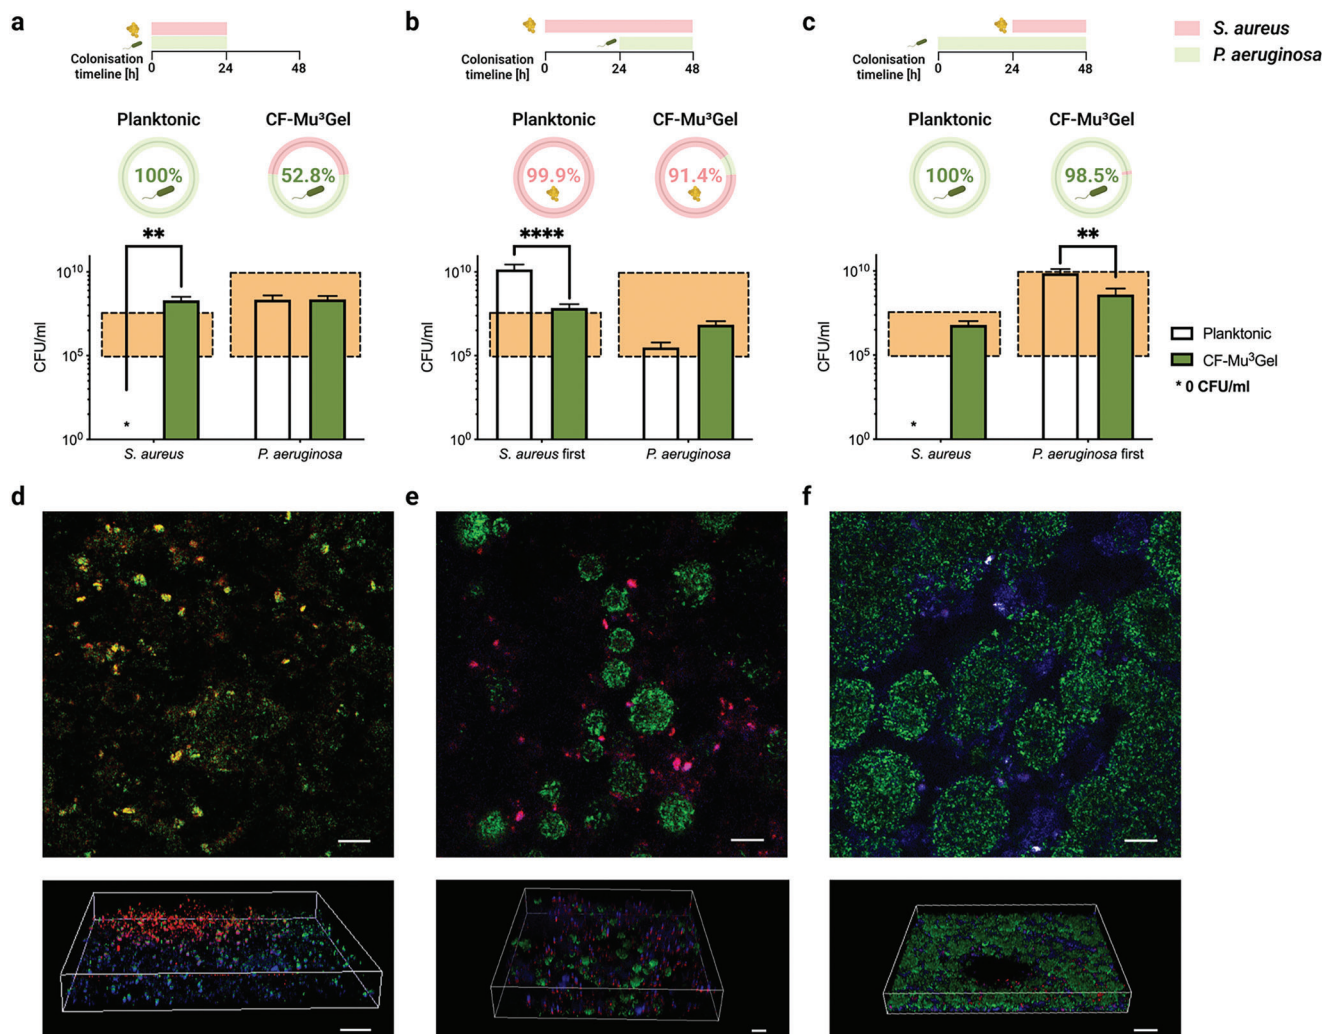 a
Colonisation
timeline [h]
0
24
48
Planktonic
CF-Mu³Gel
100%
52.8%
**
10¹⁰
10⁵
10⁰
CFU/ml
*
S. aureus
P. aeruginosa
b
Colonisation
timeline [h]
0
24
48
Planktonic
CF-Mu³Gel
99.9%
91.4%
****
10¹⁰
10⁵
10⁰
CFU/ml
S. aureus first
P. aeruginosa
c
Colonisation
timeline [h]
0
24
48
Planktonic
CF-Mu³Gel
100%
98.5%
**
10¹⁰
10⁵
10⁰
CFU/ml
*
S. aureus
P. aeruginosa first
S. aureus
P. aeruginosa
Planktonic
CF-Mu³Gel
* 0 CFU/ml
d
e
f